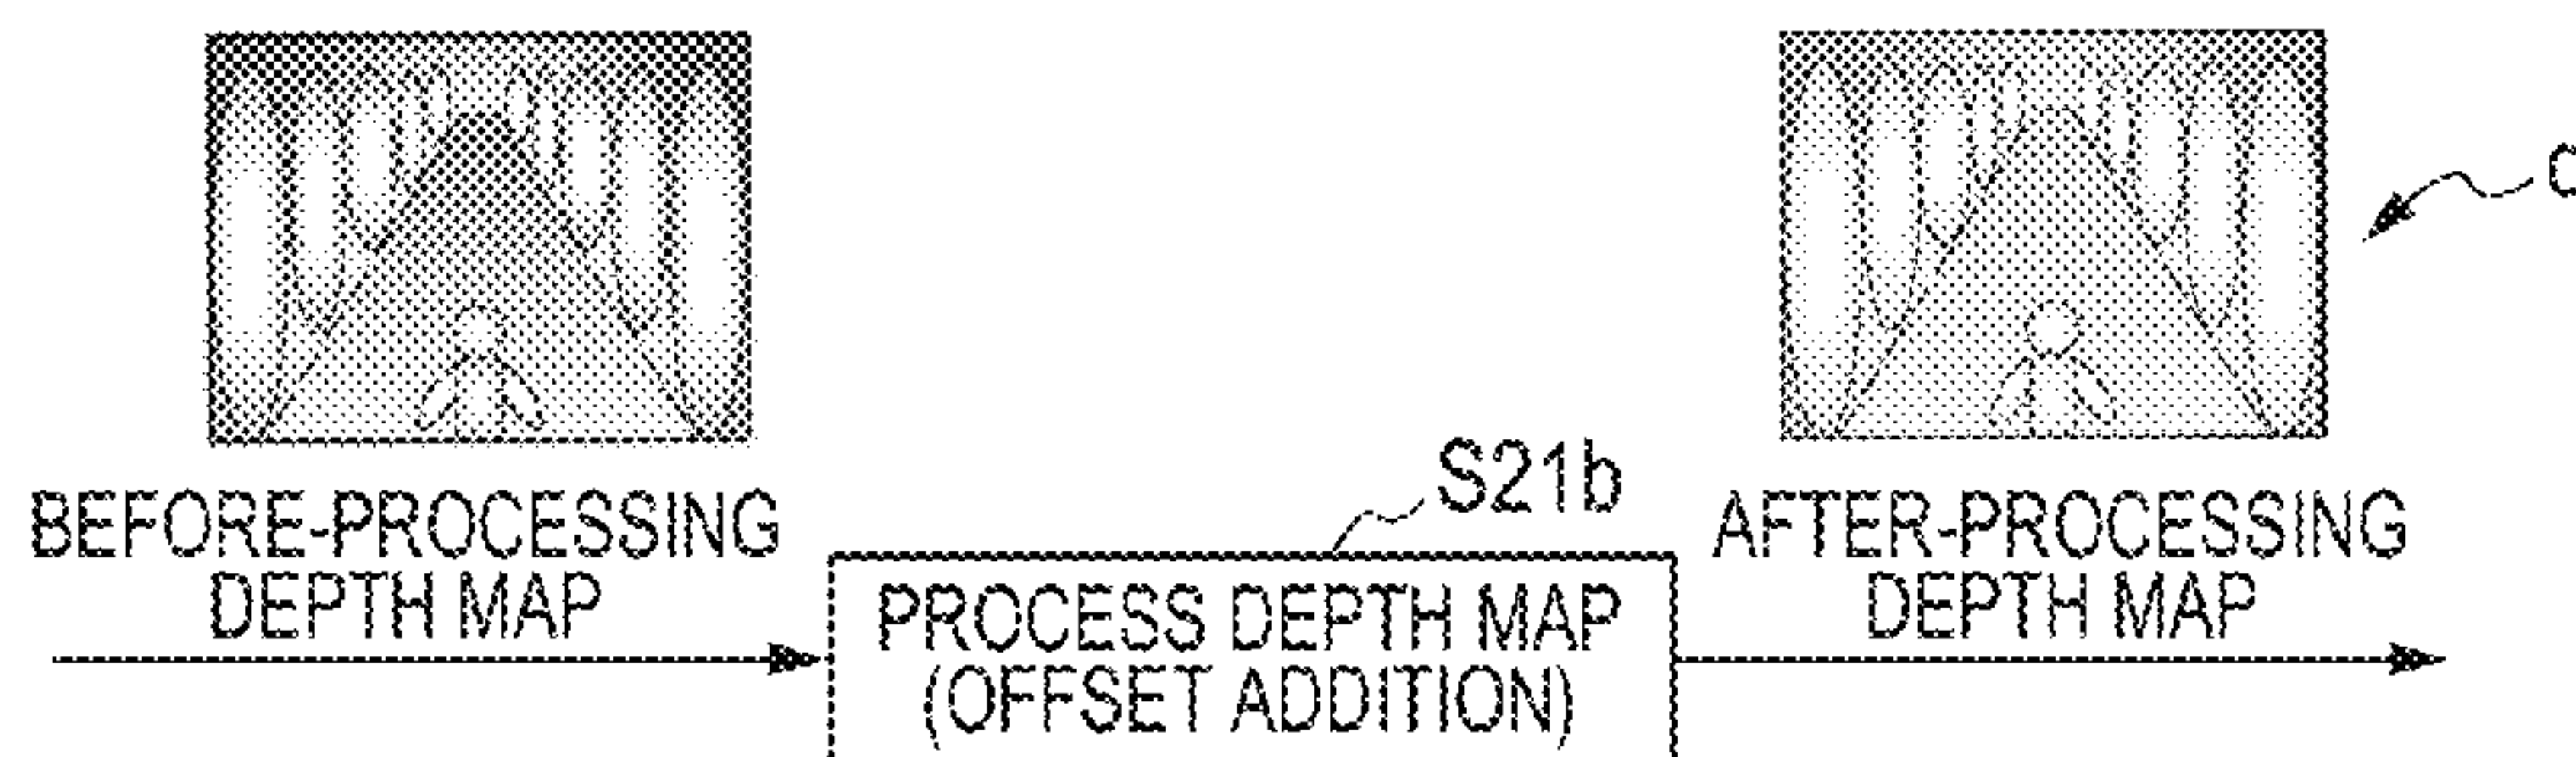 BEFORE-PROCESSING
DEPTH MAP
S21b
PROCESS DEPTH MAP
(OFFSET ADDITION)
AFTER-PROCESSING
DEPTH MAP